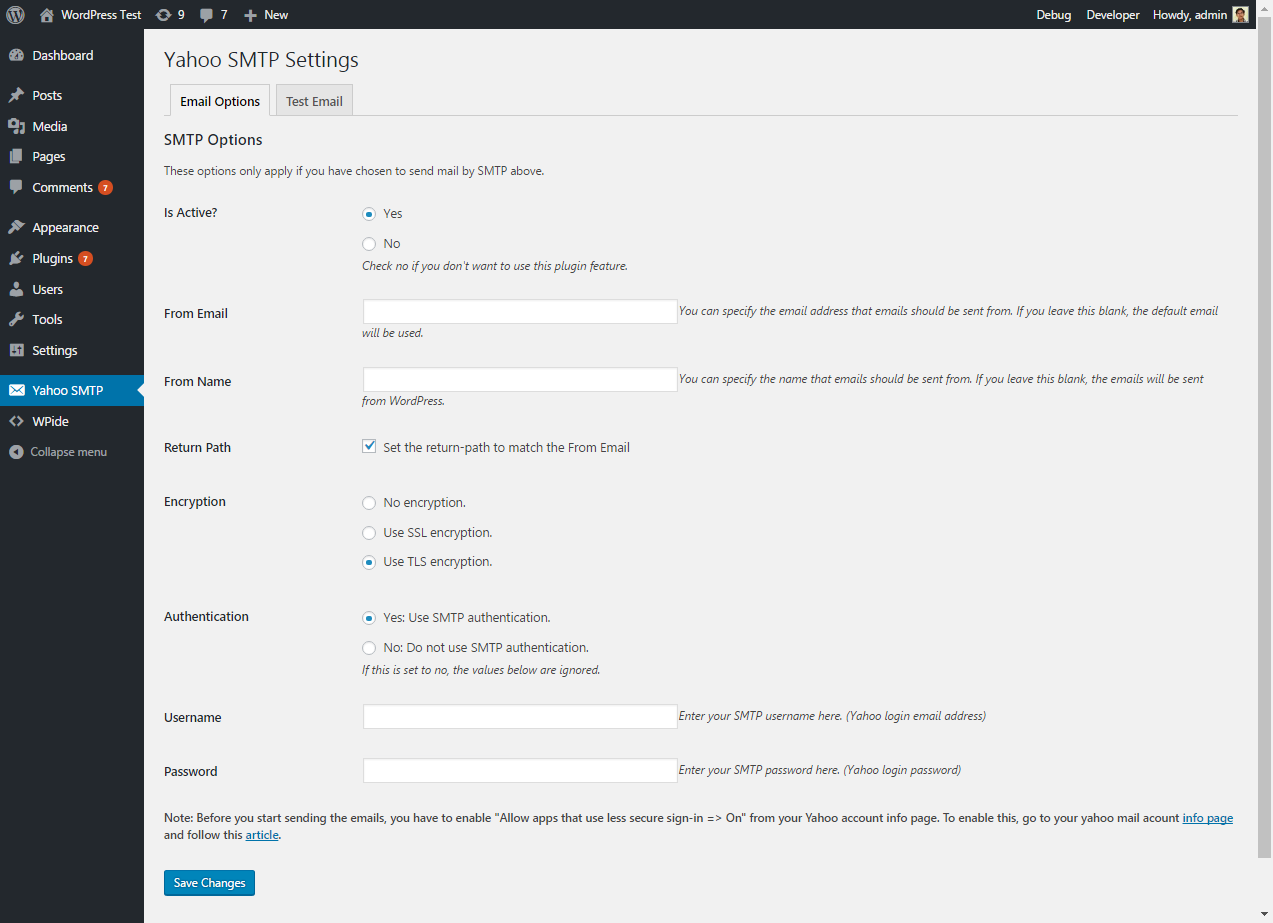 WordPress Test 9 7 New Debug Developer Howdy, admin
Dashboard
Posts
Media
Pages
Comments 7
Appearance
Plugins 7
Users
Tools
Settings
Yahoo SMTP
WPide
Collapse menu
Yahoo SMTP Settings
Email Options Test Email
SMTP Options
These options only apply if you have chosen to send mail by SMTP above.
Is Active? Yes
No
Check no if you don't want to use this plugin feature.
From Email You can specify the email address that emails should be sent from. If you leave this blank, the default email
will be used.
From Name You can specify the name that emails should be sent from. If you leave this blank, the emails will be sent
from WordPress.
Return Path Set the return-path to match the From Email
Encryption No encryption.
Use SSL encryption.
Use TLS encryption.
Authentication Yes: Use SMTP authentication.
No: Do not use SMTP authentication.
If this is set to no, the values below are ignored.
Username Enter your SMTP username here. (Yahoo login email address)
Password Enter your SMTP password here. (Yahoo login password)
Note: Before you start sending the emails, you have to enable "Allow apps that use less secure sign-in => On" from your Yahoo account info page. To enable this, go to your yahoo mail acount info page
and follow this article.
Save Changes